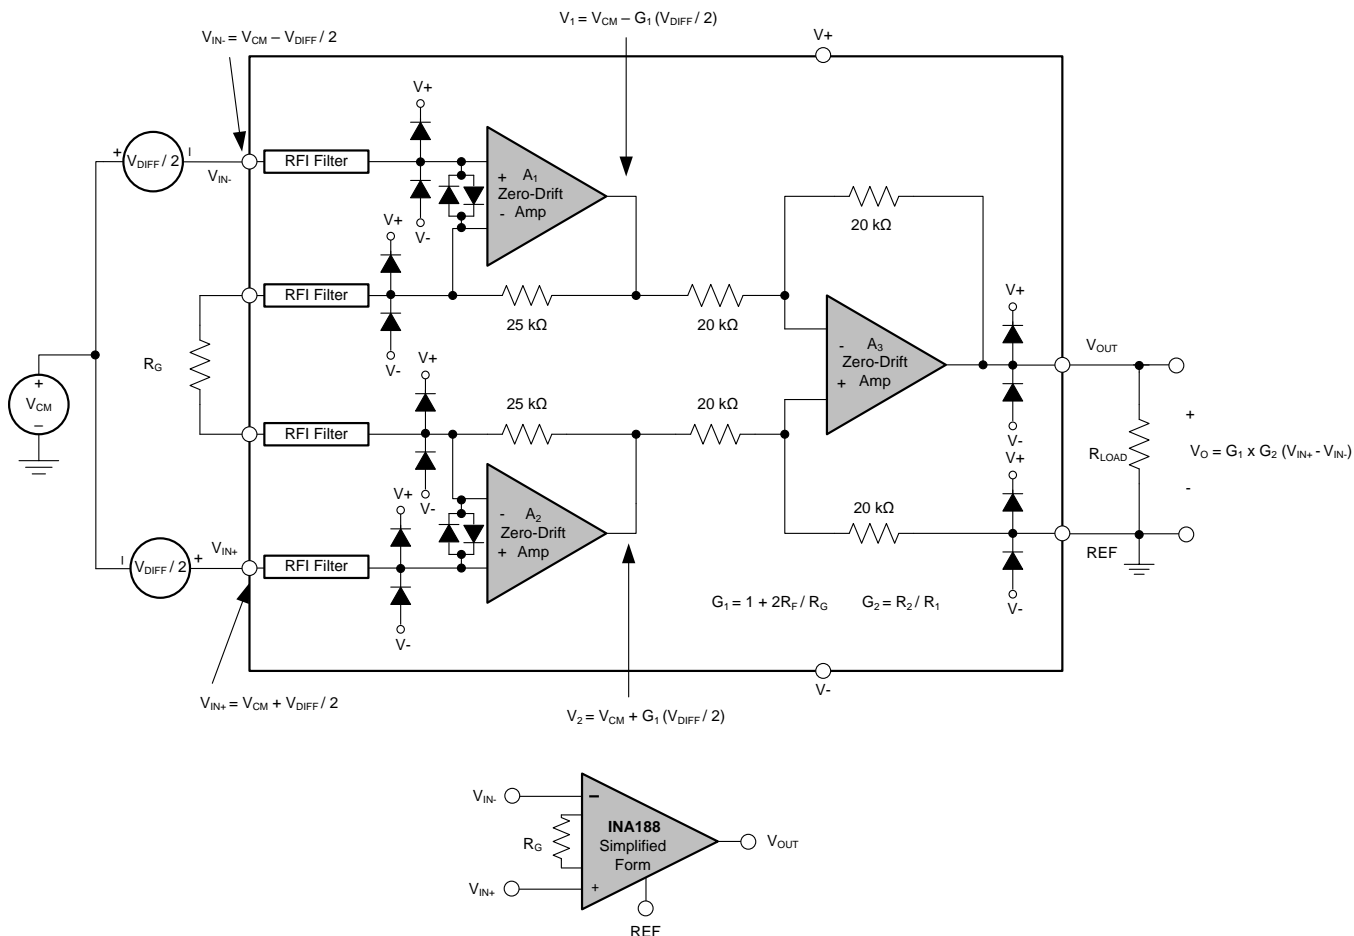 V1 = VCM – G1 (VDIFF / 2)
VIN- = VCM – VDIFF / 2
V+
V+
+
VDIFF / 2
VIN-
RFI Filter
+
-
A1
Zero-Drift
Amp
V-
V+
20 kΩ
RFI Filter
25 kΩ
20 kΩ
V-
RG
+
VCM
–
V+
25 kΩ
20 kΩ
RFI Filter
V-
-
+
A3
Zero-Drift
Amp
V+
VOUT
V-
V+
RLOAD
+
VO = G1 x G2 (VIN+ - VIN-)
-
V+
-
+
A2
Zero-Drift
Amp
20 kΩ
VDIFF / 2
+
VIN+
RFI Filter
REF
V-
V-
G1 = 1 + 2RF / RG
G2 = R2 / R1
V-
VIN+ = VCM + VDIFF / 2
V2 = VCM + G1 (VDIFF / 2)
VIN-
–
RG
INA188
Simplified
Form
VOUT
VIN+
+
REF